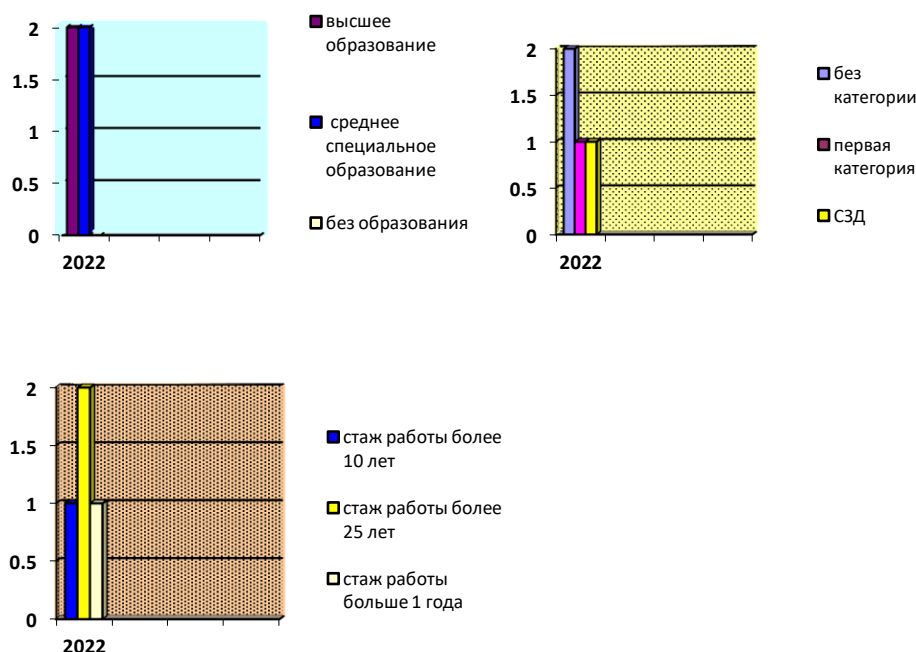 2
1.5
1
0.5
0
2022
высшее
образование
среднее
специальное
образование
без образования
2
1.5
1
0.5
0
2022
без
категории
первая
категория
СЗД
2
1.5
1
0.5
0
2022
стаж работы более
10 лет
стаж работы более
25 лет
стаж работы
больше 1 года